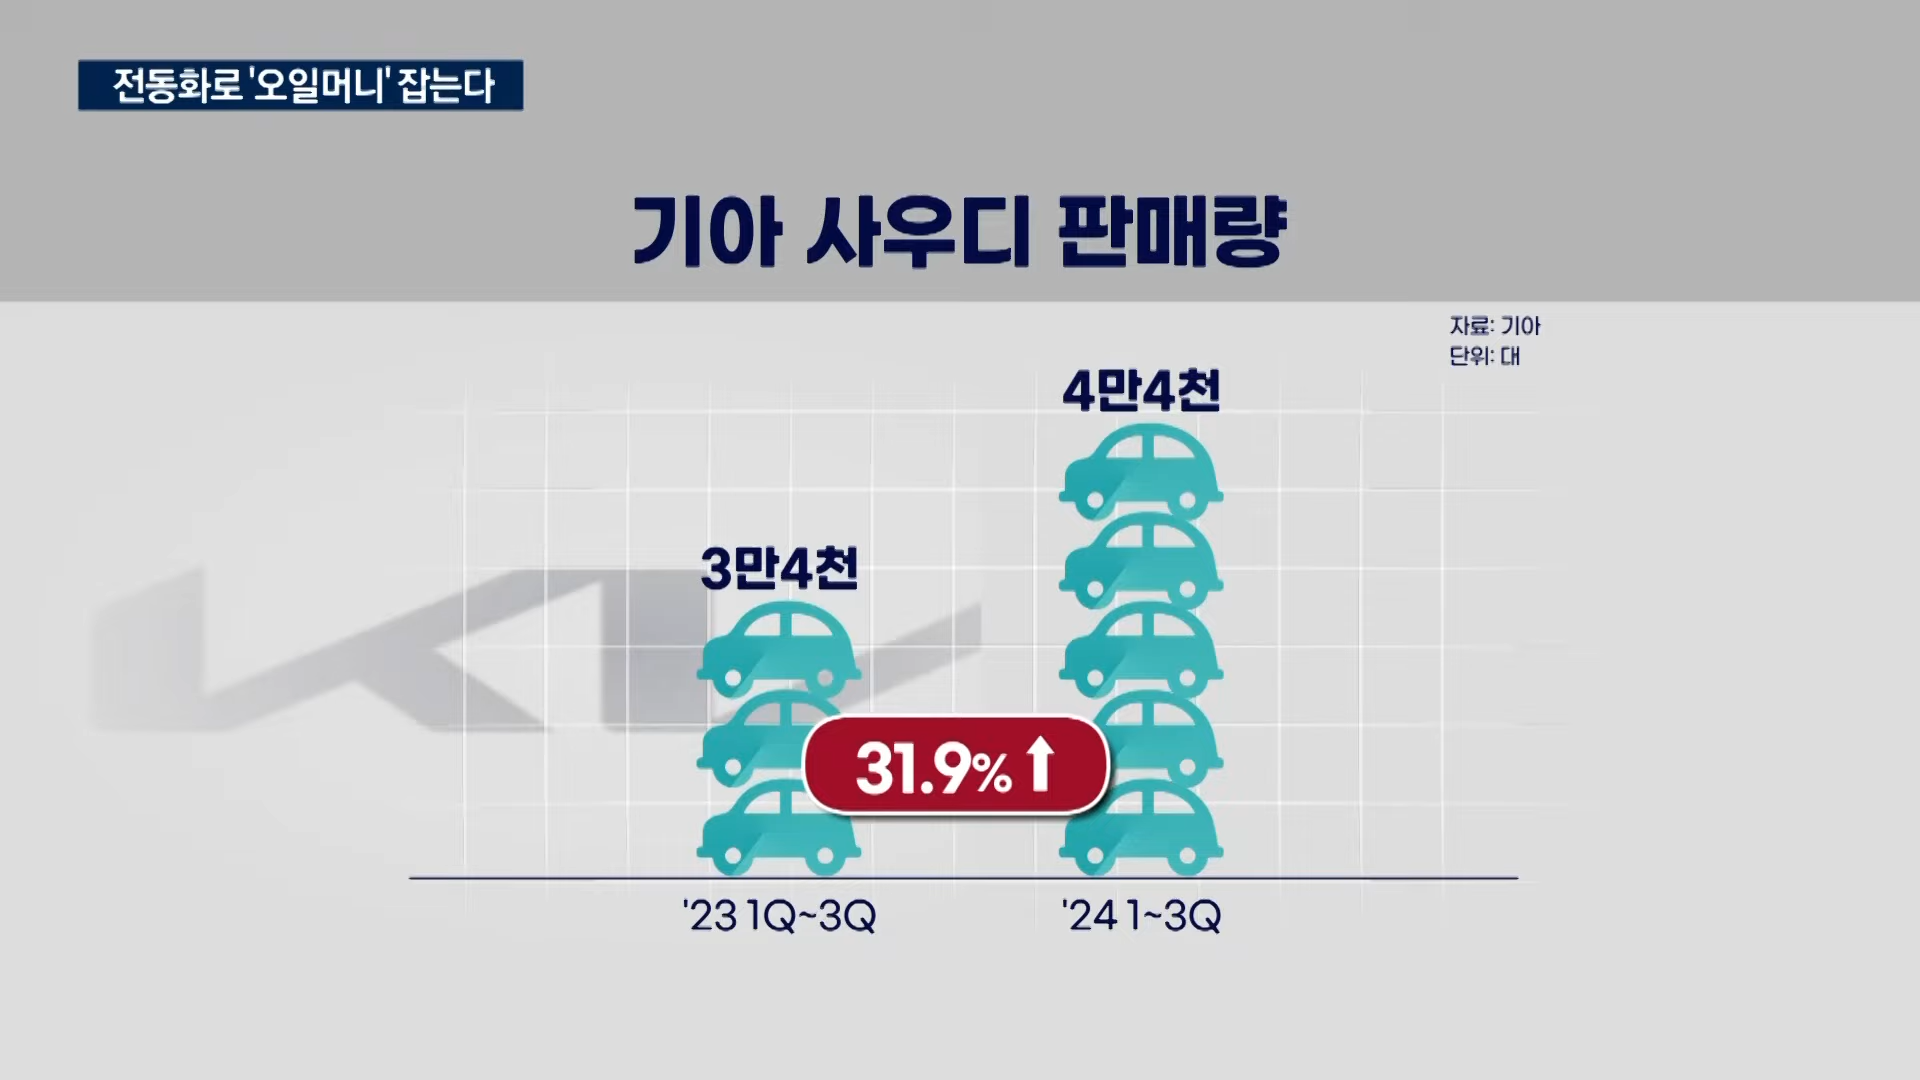 전동화로 '오일머니' 잡는다
기아 사우디 판매량
자료: 기아
단위: 대
4만4천
3만4천
31.9%↑
'23 1Q~3Q
'24 1~3Q